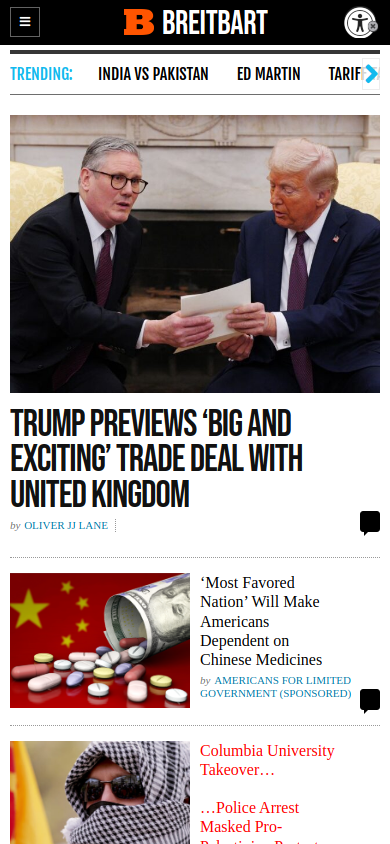 BREITBART
TRENDING:
INDIA VS PAKISTAN
ED MARTIN
TRUMP PREVIEWS ‘BIG AND
EXCITING’ TRADE DEAL WITH
UNITED KINGDOM
by OLIVER JJ LANE
‘Most Favored
Nation’ Will Make
Americans
Dependent on
Chinese Medicines
by AMERICANS FOR LIMITED
GOVERNMENT (SPONSORED)
Columbia University
Takeover…
…Police Arrest
Masked Pro-